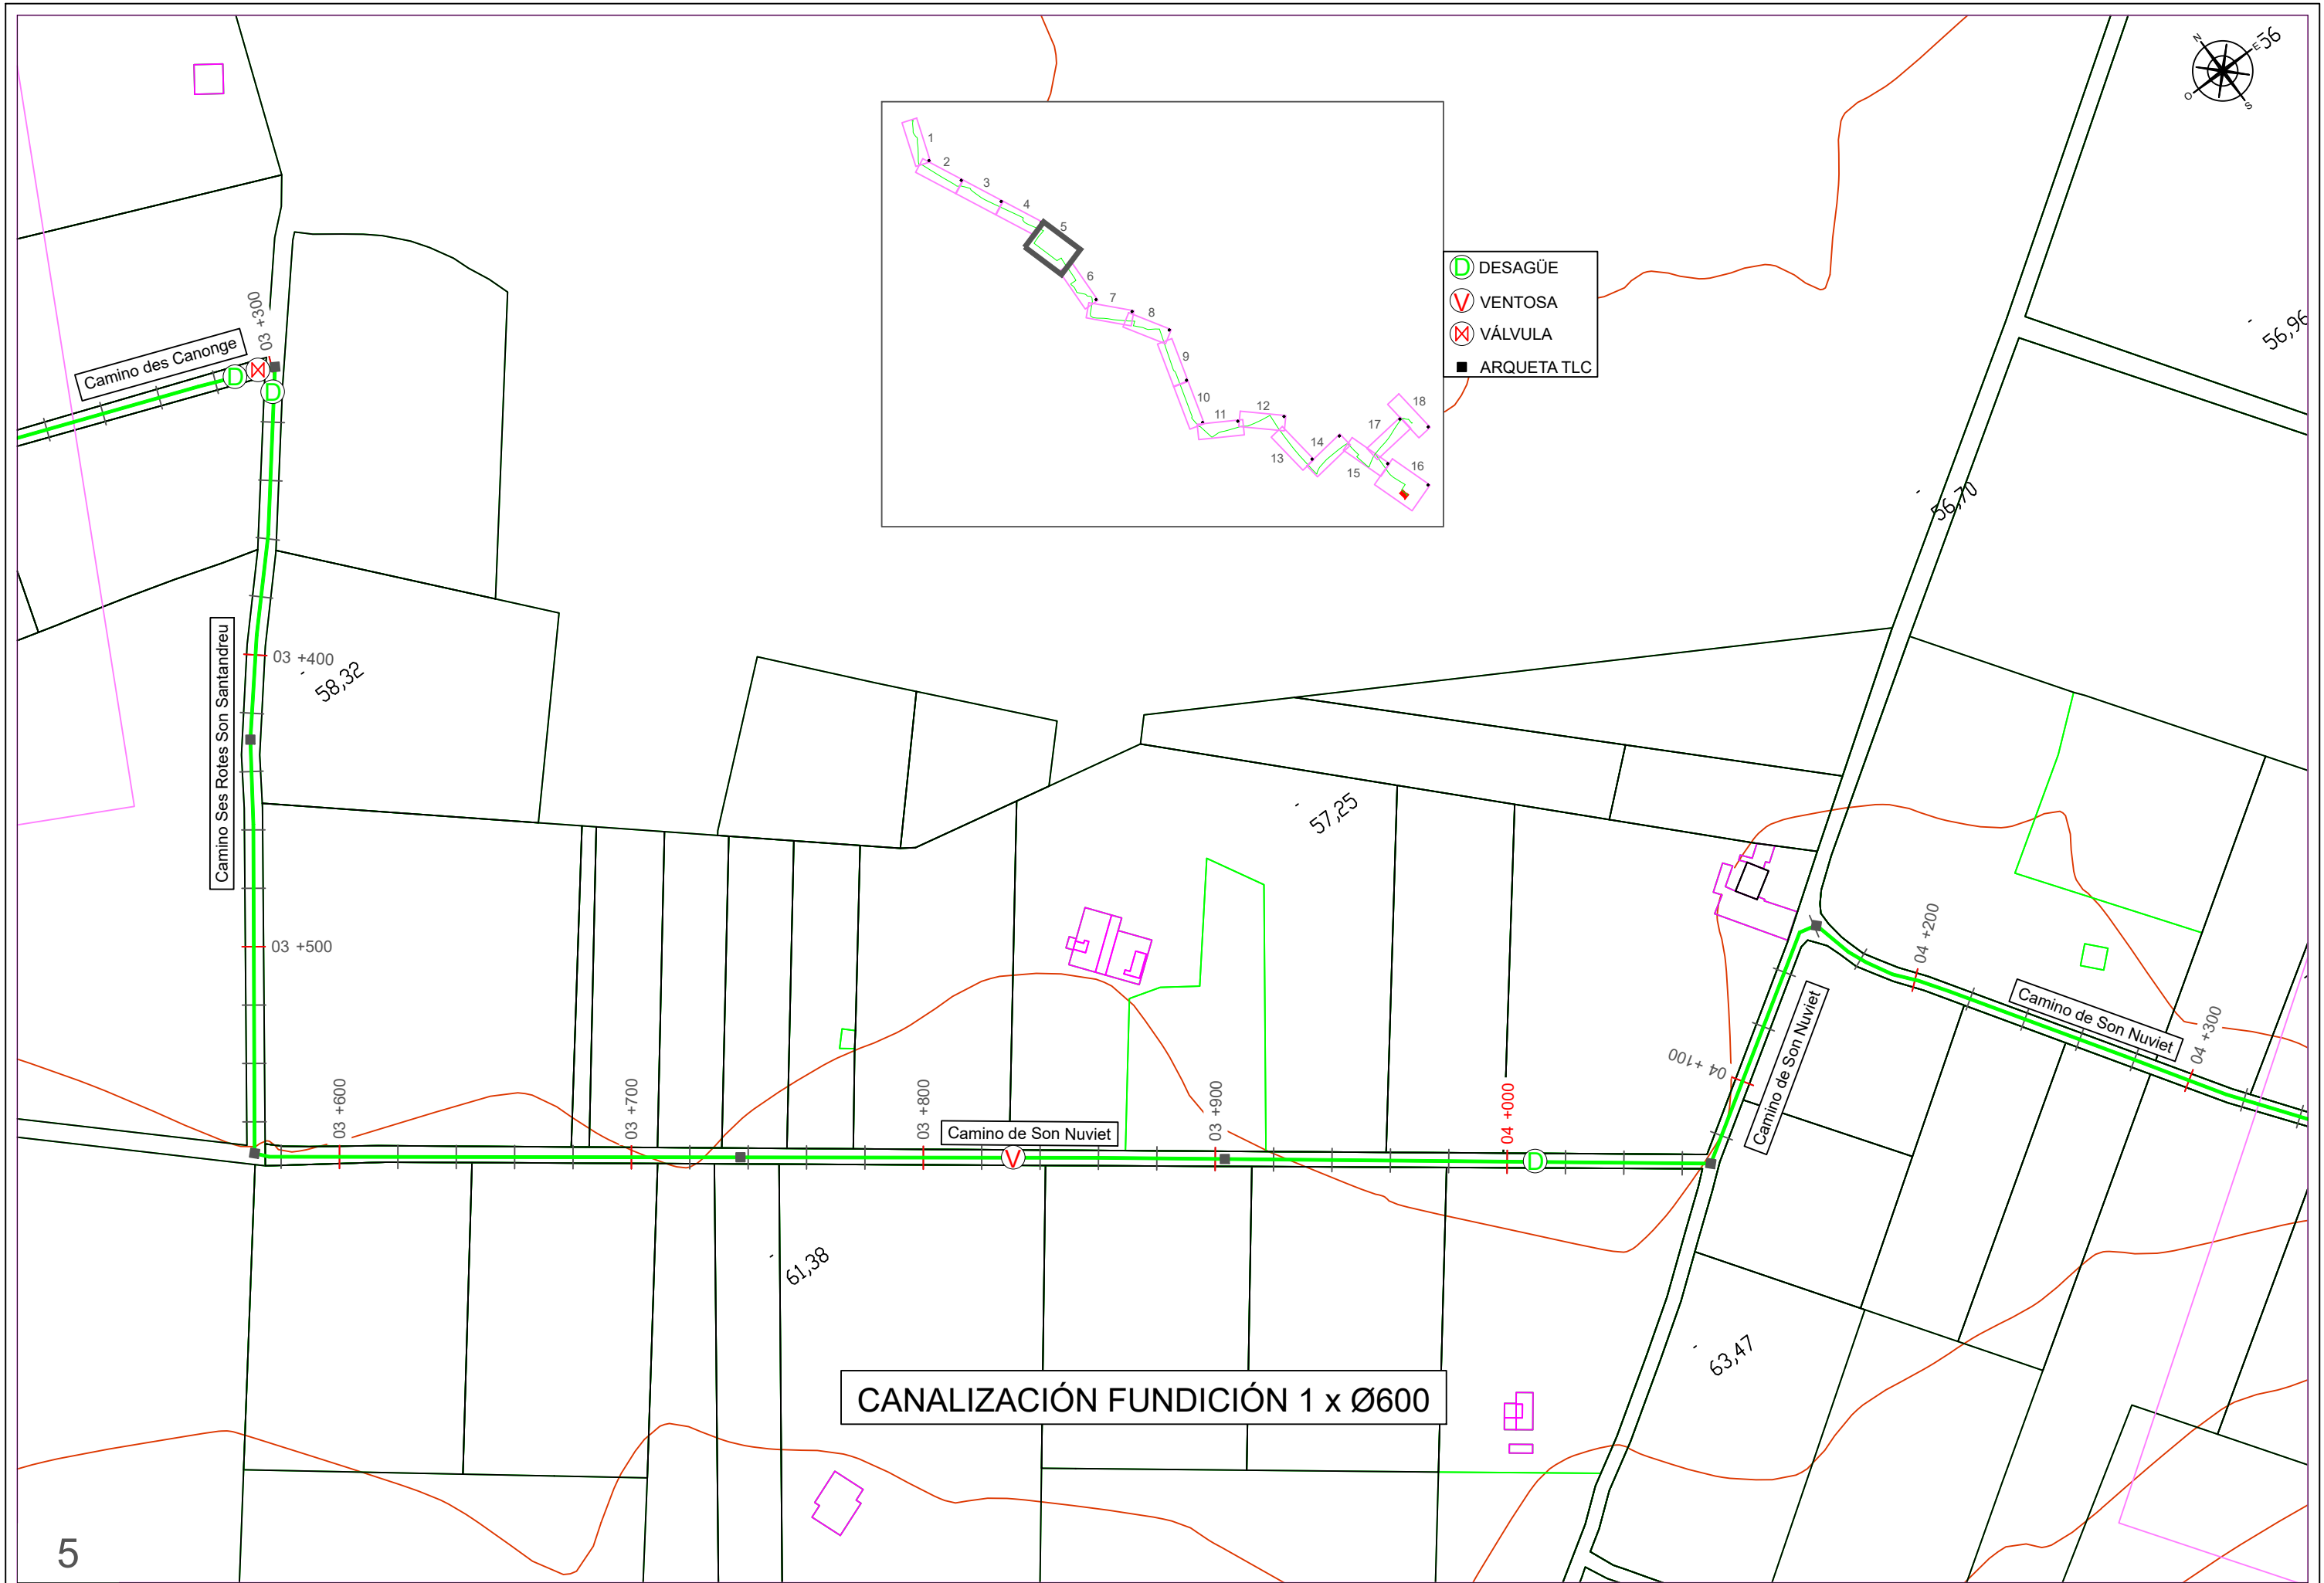 N
E
S
O
56
56,96
1
2
3
4
5
6
7
8
9
10
11
12
13
14
15
16
17
18
D DESAGÜE
V VENTOSA
VÁLVULA
ARQUETA TLC
03 +300
Camino des Canonge
D
D
56,70
Camino Ses Rotes Son Santandreu
03 +400
58,32
57,25
03 +500
04 +200
Camino de Son Nuviet
04 +300
04 +100
Camino de Son Nuviet
03 +600
03 +700
03 +800
Camino de Son Nuviet
03 +900
04 +000
V
D
61,38
63,47
CANALIZACIÓN FUNDICIÓN 1 x Ø600
5